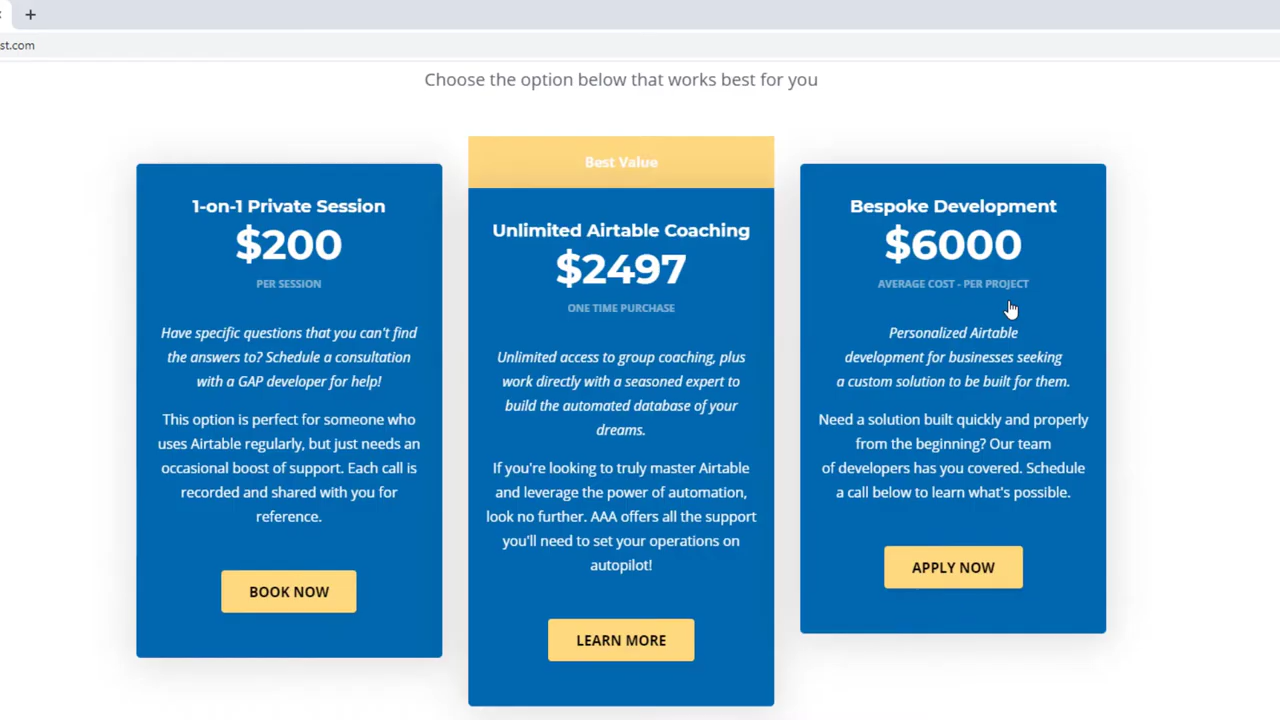 st.com
Choose the option below that works best for you
1-on-1 Private Session
$200
PER SESSION
Have specific questions that you can't find
the answers to? Schedule a consultation
with a GAP developer for help!
This option is perfect for someone who
uses Airtable regularly, but just needs an
occasional boost of support. Each call is
recorded and shared with you for
reference.
BOOK NOW
Best Value
Unlimited Airtable Coaching
$2497
ONE TIME PURCHASE
Unlimited access to group coaching, plus
work directly with a seasoned expert to
build the automated database of your
dreams.
If you're looking to truly master Airtable
and leverage the power of automation,
look no further. AAA offers all the support
you'll need to set your operations on
autopilot!
LEARN MORE
Bespoke Development
$6000
AVERAGE COST - PER PROJECT
Personalized Airtable
development for businesses seeking
a custom solution to be built for them.
Need a solution built quickly and properly
from the beginning? Our team
of developers has you covered. Schedule
a call below to learn what's possible.
APPLY NOW